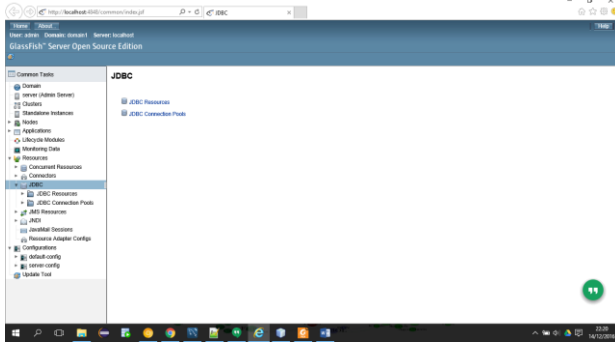 http://localhost:4848/common/index.jsf
JDBC
Home About...
Help
User: admin Domain: domain1 Server: localhost
GlassFish™ Server Open Source Edition
Common Tasks
Domain
server (Admin Server)
Clusters
Standalone Instances
Nodes
Applications
Lifecycle Modules
Monitoring Data
Resources
Concurrent Resources
Connectors
JDBC
JDBC Resources
JDBC Connection Pools
JMS Resources
JNDI
JavaMail Sessions
Resource Adapter Configs
Configurations
default-config
server-config
Update Tool
JDBC
JDBC Resources
JDBC Connection Pools
22:20
14/12/2016